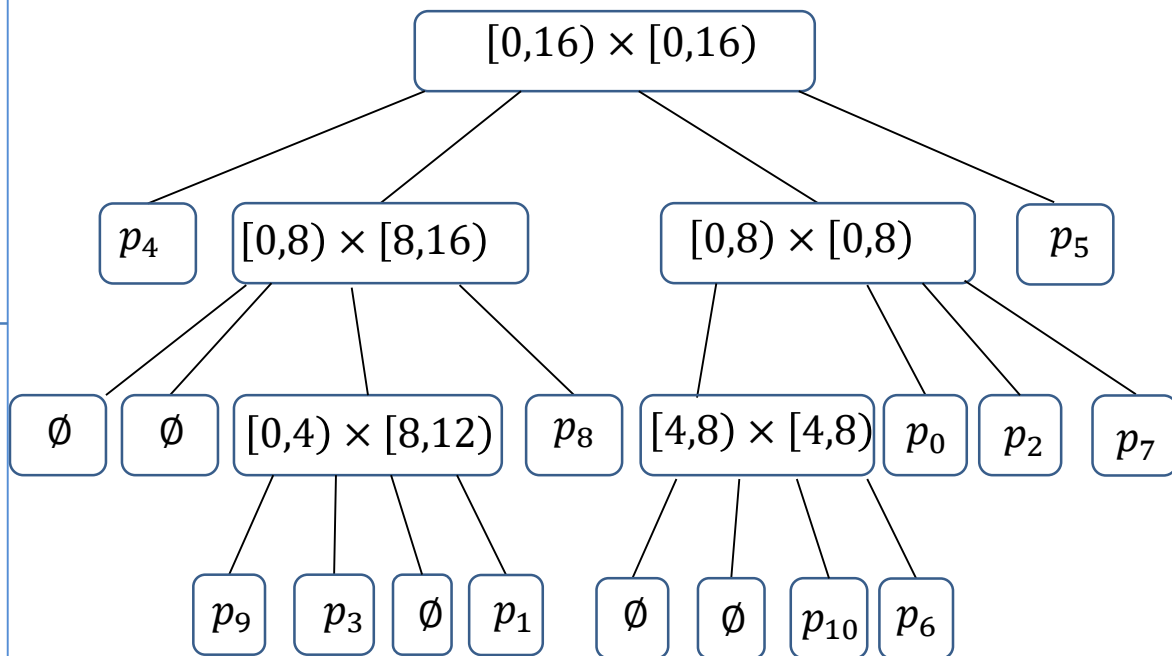 [0,16) × [0,16)
p₄ [0,8) × [8,16) [0,8) × [0,8) p₅
∅ ∅ [0,4) × [8,12) p₈ [4,8) × [4,8) p₀ p₂ p₇
p₉ p₃ ∅ p₁ ∅ ∅ p₁₀ p₆